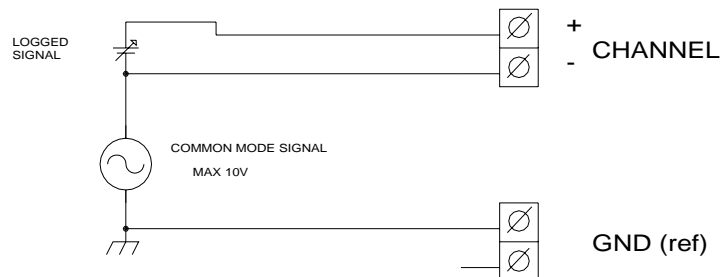 +
LOGGED
SIGNAL
CHANNEL
-
COMMON MODE SIGNAL
MAX 10V
GND (ref)